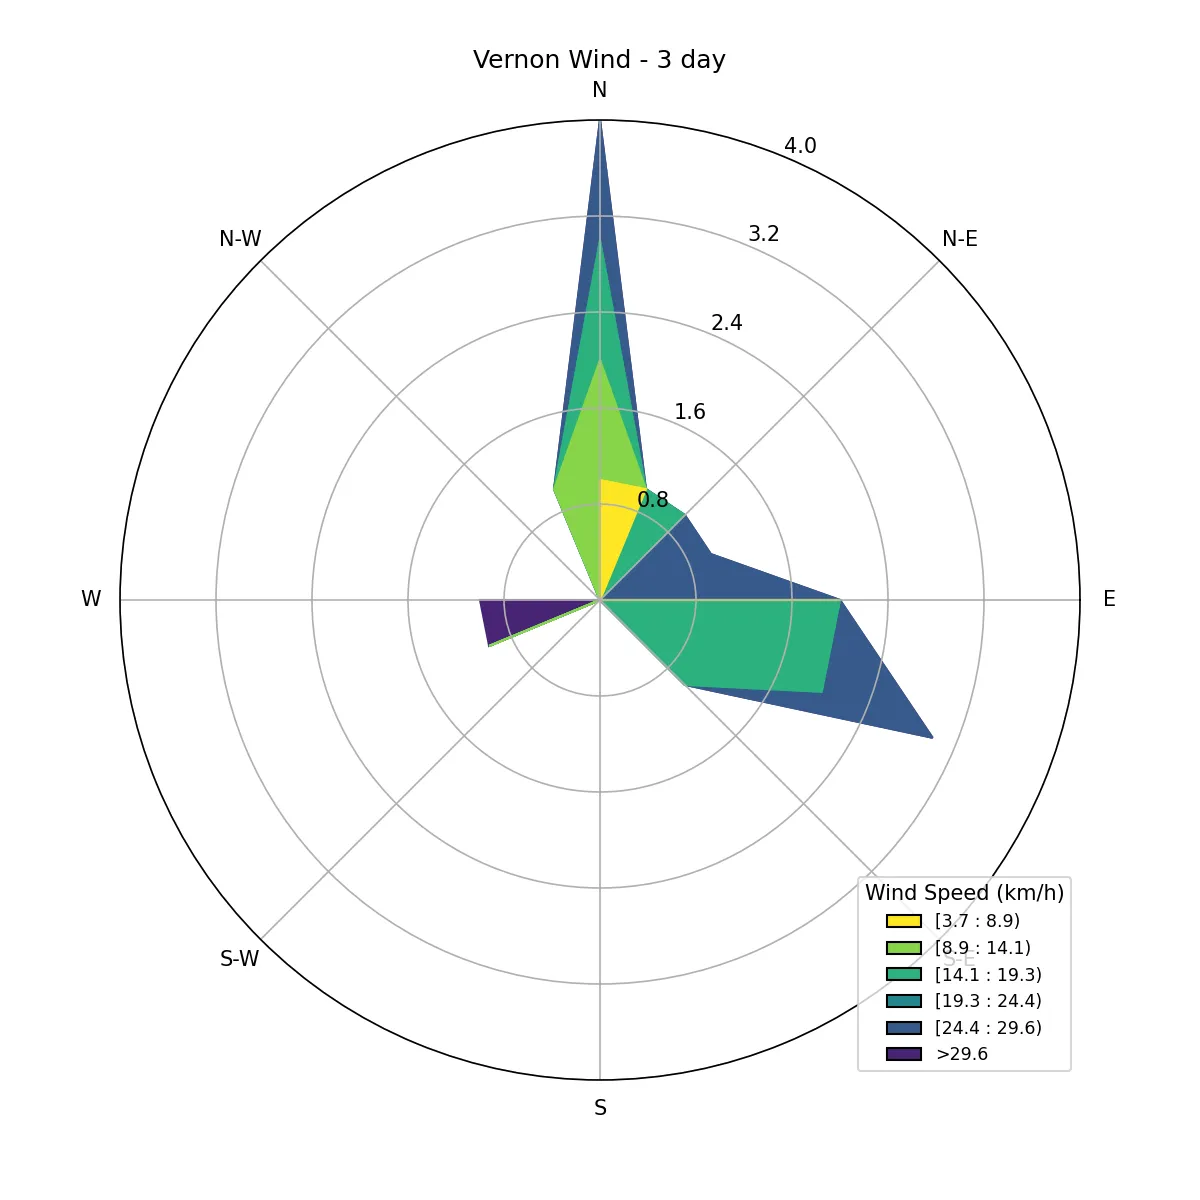 Vernon Wind - 3 day
N
4.0
N-W
3.2
N-E
2.4
1.6
0.8
W
E
Wind Speed (km/h)
[3.7 : 8.9)
[8.9 : 14.1)
S-W
S-E
[14.1 : 19.3)
[19.3 : 24.4)
[24.4 : 29.6)
>29.6
S